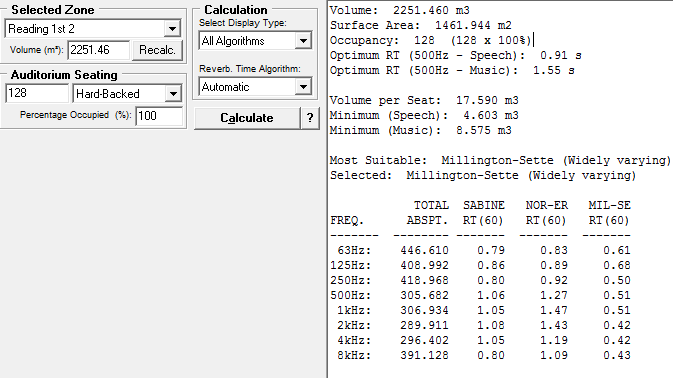 Selected Zone
Reading 1st 2
Volume (m³): 2251.46 Recalc.
Auditorium Seating
128 Hard-Backed
Percentage Occupied (%): 100
Calculation
Select Display Type:
All Algorithms
Reverb. Time Algorithm:
Automatic
Calculate ?
Volume: 2251.460 m3
Surface Area: 1461.944 m2
Occupancy: 128 (128 x 100%)
Optimum RT (500Hz - Speech): 0.91 s
Optimum RT (500Hz - Music): 1.55 s
Volume per Seat: 17.590 m3
Minimum (Speech): 4.603 m3
Minimum (Music): 8.575 m3
Most Suitable: Millington-Sette (Widely varying)
Selected: Millington-Sette (Widely varying)
TOTAL SABINE NOR-ER MIL-SE
FREQ. ABSPT. RT(60) RT(60) RT(60)
------- ------- ------- ------- -------
63Hz: 446.610 0.79 0.83 0.61
125Hz: 408.992 0.86 0.89 0.68
250Hz: 418.968 0.80 0.92 0.50
500Hz: 305.682 1.06 1.27 0.51
1kHz: 306.934 1.05 1.47 0.51
2kHz: 289.911 1.08 1.43 0.42
4kHz: 296.402 1.05 1.19 0.42
8kHz: 391.128 0.80 1.09 0.43